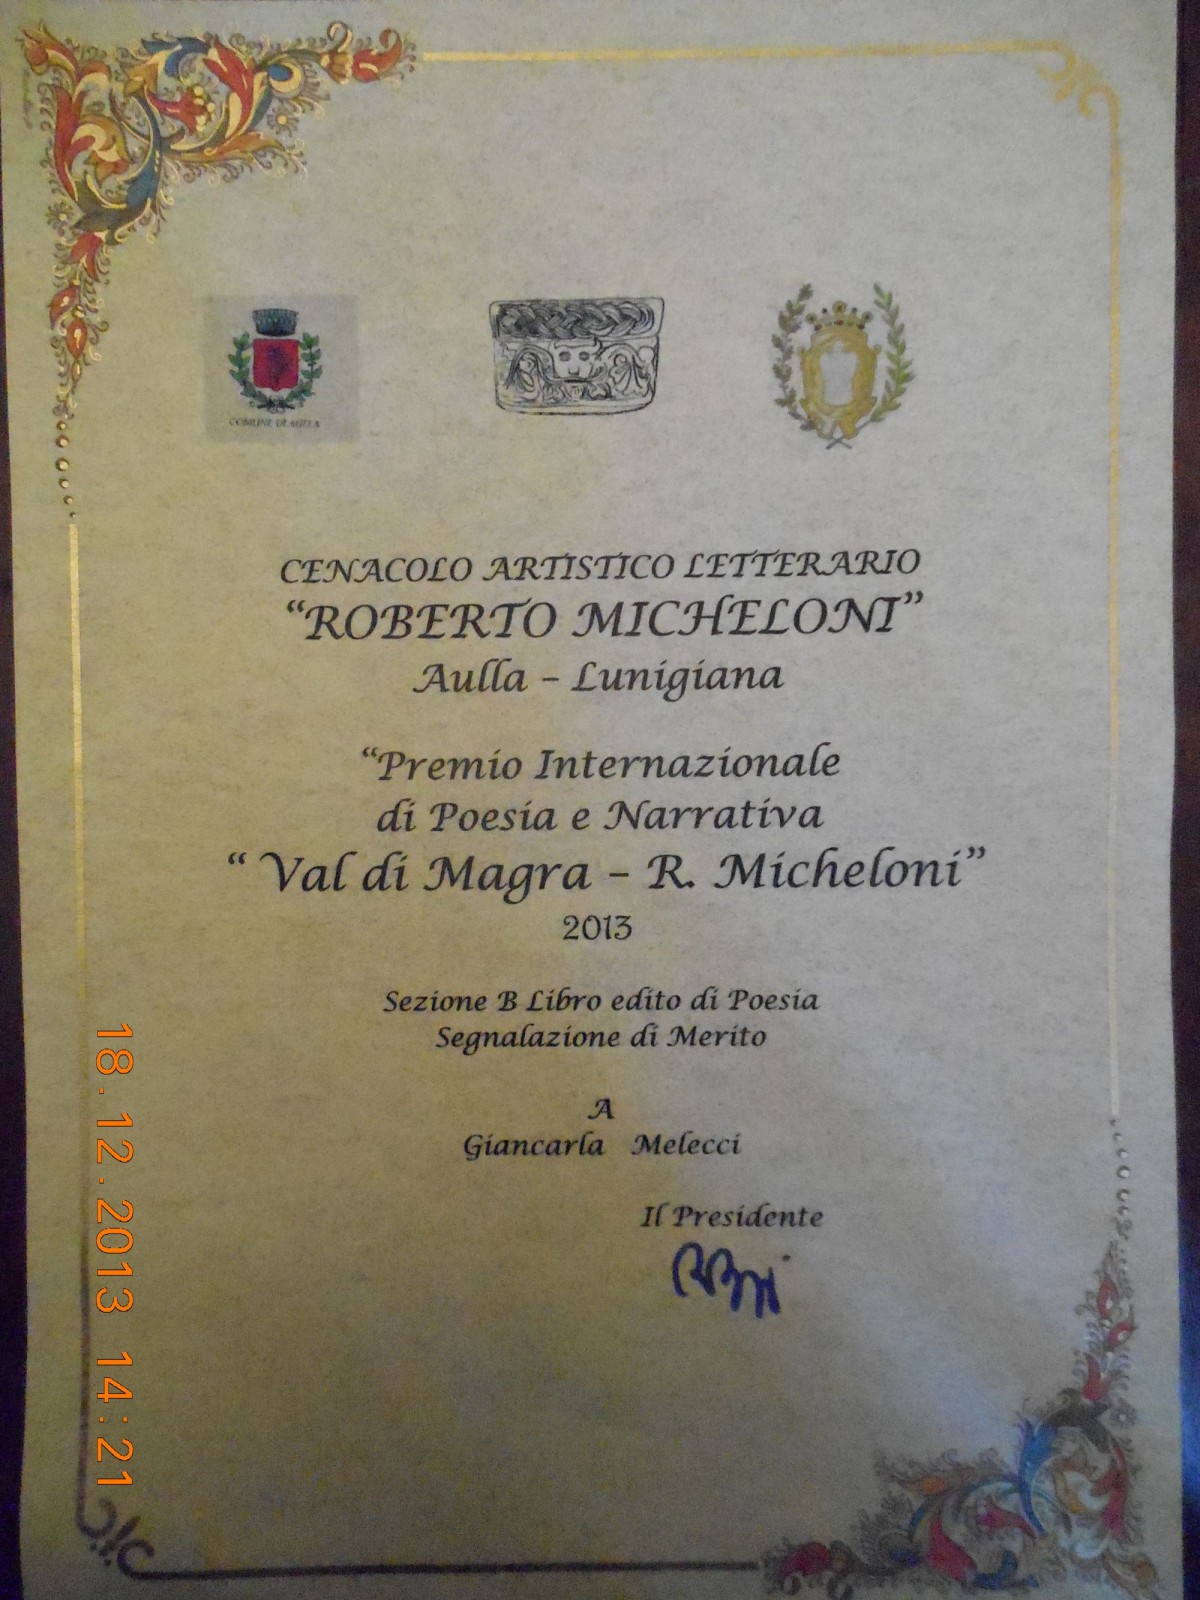 COMUNE DI AULLA
CENACOLO ARTISTICO LETTERARIO
“ROBERTO MICHELONI”
Aulla – Lunigiana
“Premio Internazionale
di Poesia e Narrativa
“ Val di Magra – R. Micheloni”
2013
Sezione B Libro edito di Poesia
Segnalazione di Merito
A
Giancarla Melecci
Il Presidente
18.12.2013 14:21